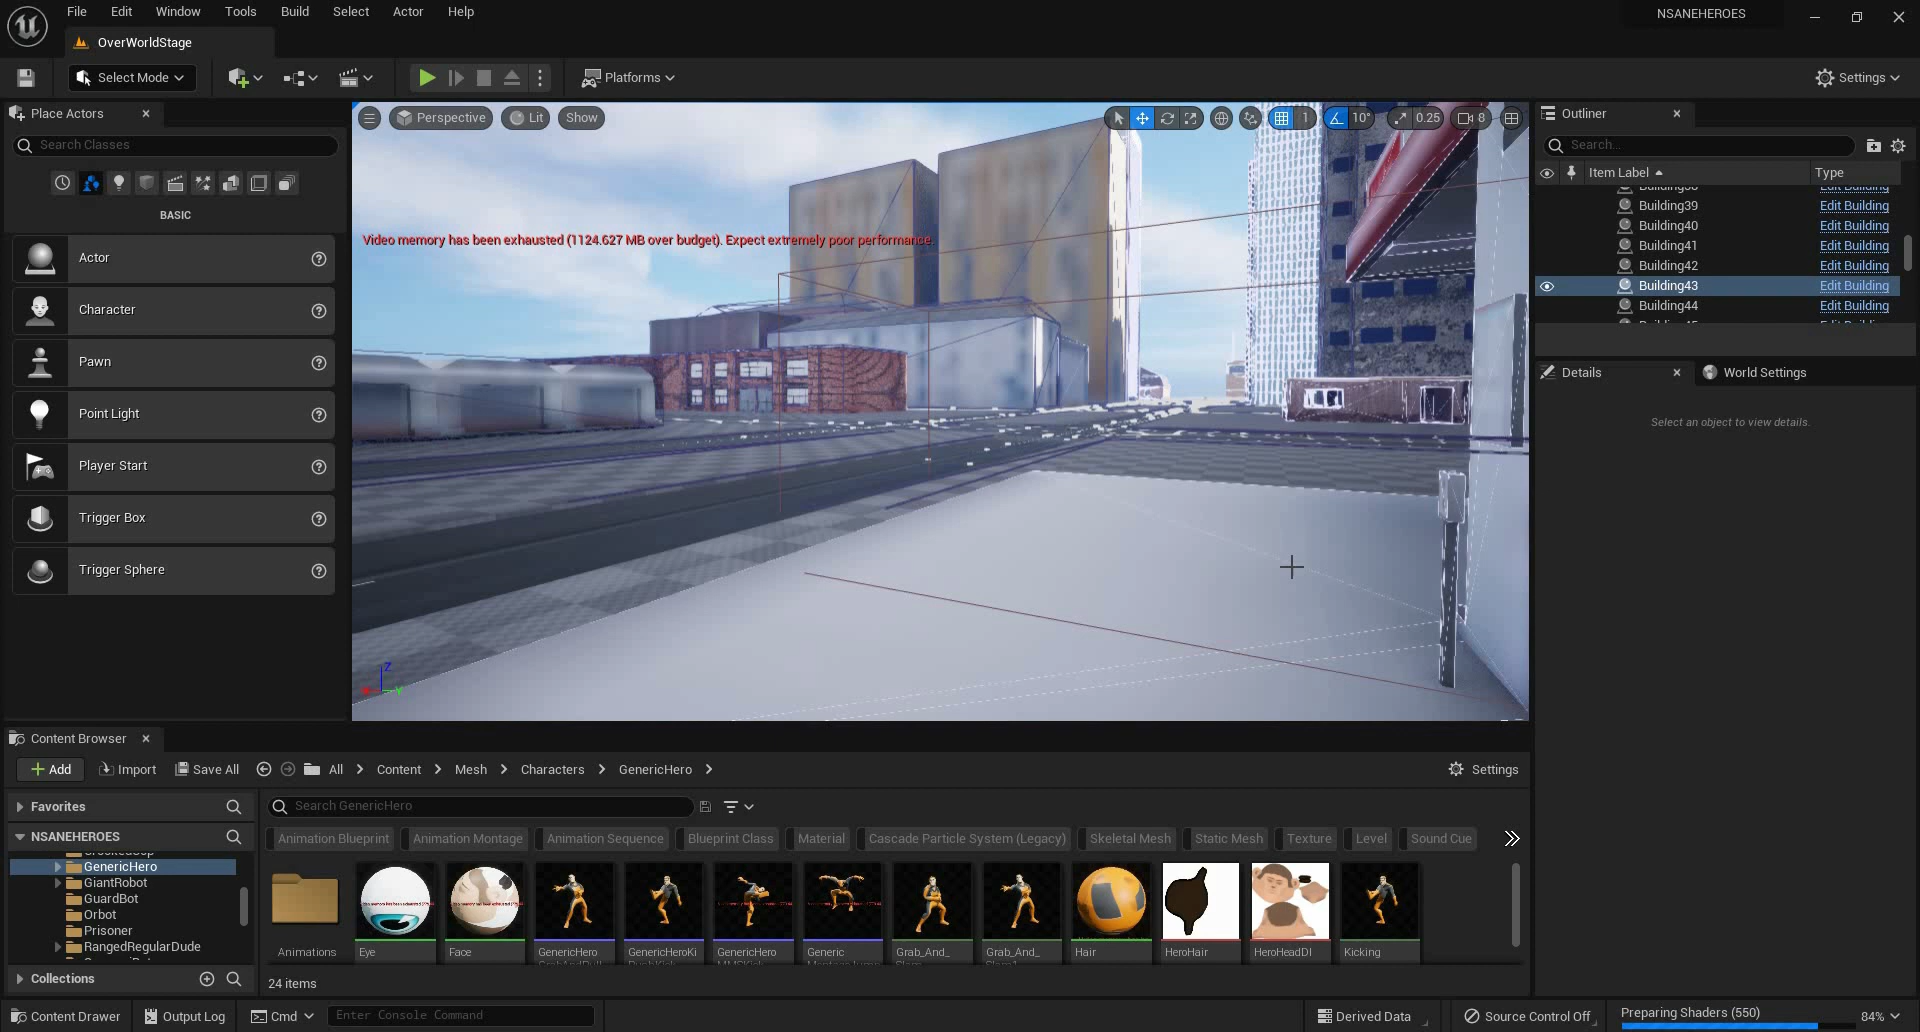 File Edit Window Tools Build Select Actor Help
NSANEHEROES
OverWorldStage
Select Mode
Platforms
Settings
Place Actors
Search Classes
BASIC
Actor
Character
Pawn
Point Light
Player Start
Trigger Box
Trigger Sphere
Perspective
Lit
Show
1
10°
0.25
8
Video memory has been exhausted (1124.627 MB over budget). Expect extremely poor performance.
Z
Y
Outliner
Search...
Item Label
Type
Building38 Edit Building
Building39 Edit Building
Building40 Edit Building
Building41 Edit Building
Building42 Edit Building
Building43 Edit Building
Building44 Edit Building
Details
World Settings
Select an object to view details.
Content Browser
Add
Import
Save All
All
Content
Mesh
Characters
GenericHero
Settings
Favorites
NSANEHEROES
GenericHero
GiantRobot
GuardBot
Orbot
Prisoner
RangedRegularDude
Collections
Search GenericHero
Animation Blueprint
Animation Montage
Animation Sequence
Blueprint Class
Material
Cascade Particle System (Legacy)
Skeletal Mesh
Static Mesh
Texture
Level
Sound Cue
Animations
Eye
Face
GenericHero
GenericHeroKi
GenericHero
Generic
Grab_And_
Grab_And_
Hair
HeroHair
HeroHeadDI
Kicking
24 items
Content Drawer
Output Log
Cmd
Enter Console Command
Derived Data
Source Control Off
Preparing Shaders (550)
84%